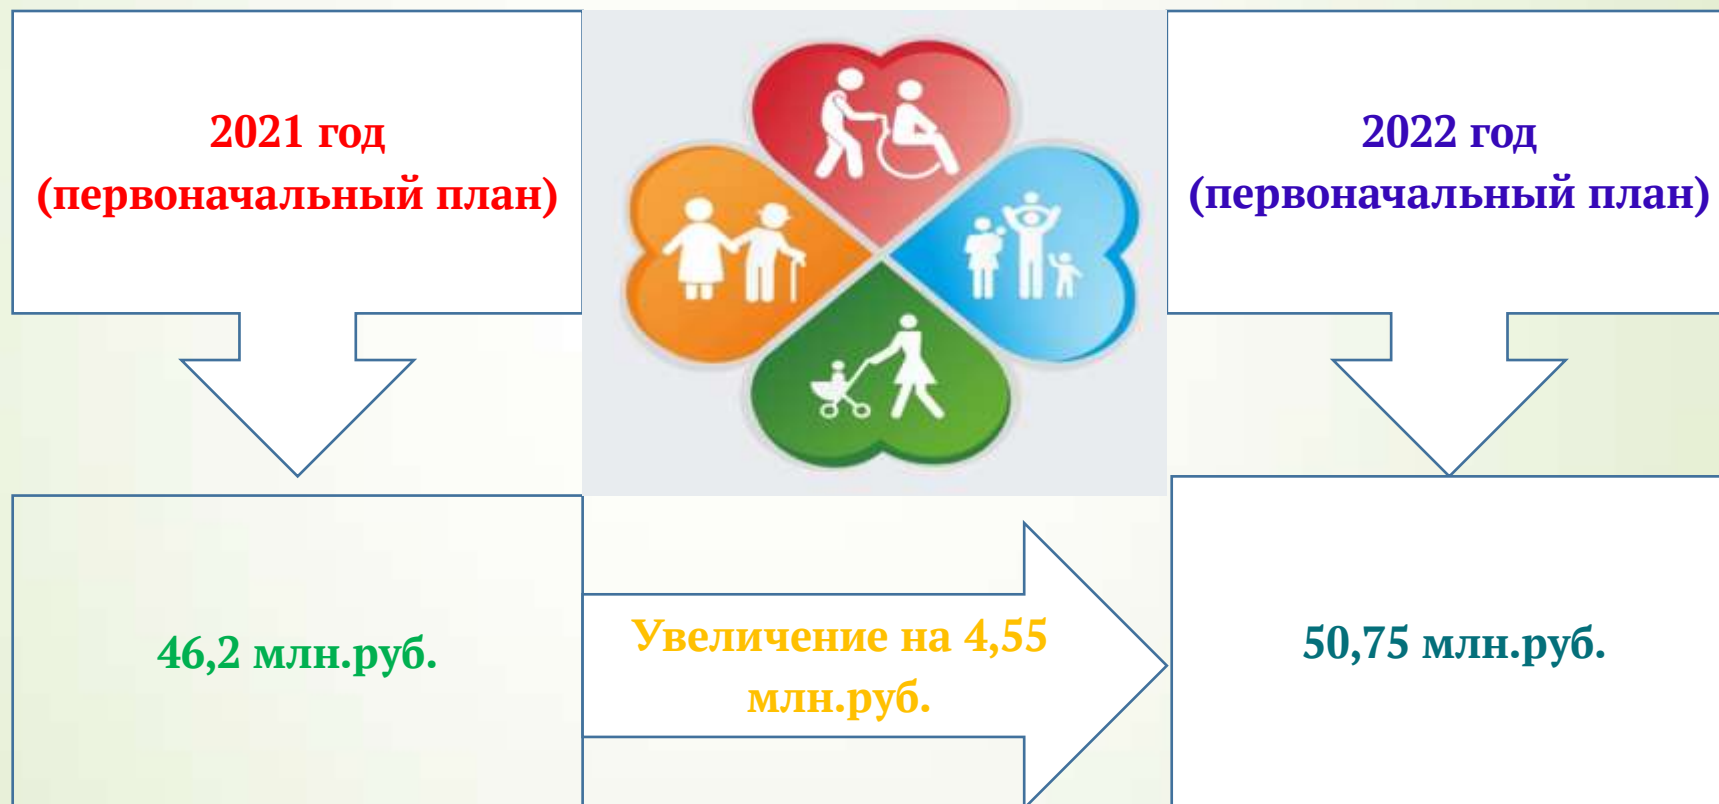 2021 год
(первоначальный план)
2022 год
(первоначальный план)
46,2 млн.руб.
Увеличение на 4,55
млн.руб.
50,75 млн.руб.